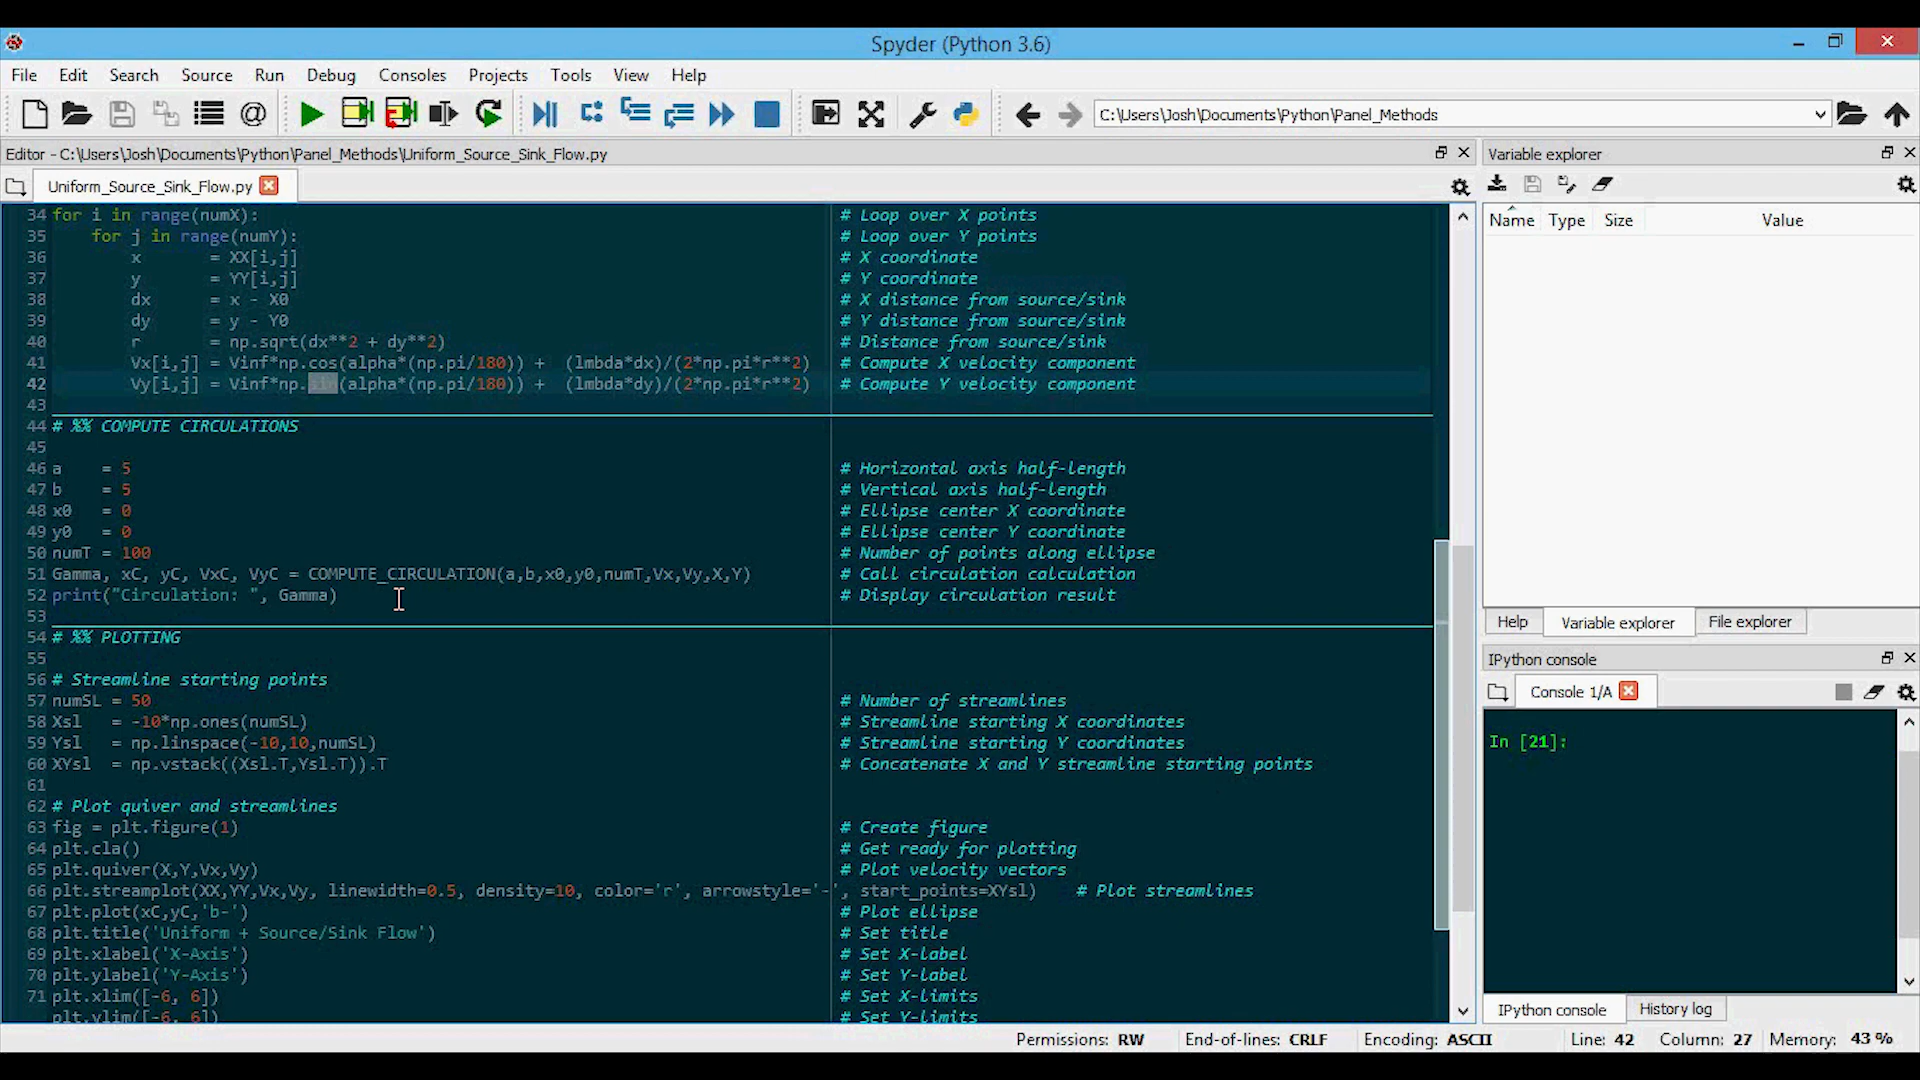 Spyder (Python 3.6)
File Edit Search Source Run Debug Consoles Projects Tools View Help
C:\Users\Josh\Documents\Python\Panel_Methods
Editor - C:\Users\Josh\Documents\Python\Panel_Methods\Uniform_Source_Sink_Flow.py
Uniform_Source_Sink_Flow.py
34 for i in range(numX): # Loop over X points
35 for j in range(numY): # Loop over Y points
36 x = XX[i,j] # X coordinate
37 y = YY[i,j] # Y coordinate
38 dx = x - X0 # X distance from source/sink
39 dy = y - Y0 # Y distance from source/sink
40 r = np.sqrt(dx**2 + dy**2) # Distance from source/sink
41 Vx[i,j] = Vinf*np.cos(alpha*(np.pi/180)) + (lmbda*dx)/(2*np.pi*r**2) # Compute X velocity component
42 Vy[i,j] = Vinf*np.sin(alpha*(np.pi/180)) + (lmbda*dy)/(2*np.pi*r**2) # Compute Y velocity component
43
44 # %% COMPUTE CIRCULATIONS
45
46 a = 5 # Horizontal axis half-length
47 b = 5 # Vertical axis half-length
48 x0 = 0 # Ellipse center X coordinate
49 y0 = 0 # Ellipse center Y coordinate
50 numT = 100 # Number of points along ellipse
51 Gamma, xC, yC, VxC, VyC = COMPUTE_CIRCULATION(a,b,x0,y0,numT,Vx,Vy,X,Y) # Call circulation calculation
52 print("Circulation: ", Gamma) # Display circulation result
53
54 # %% PLOTTING
55
56 # Streamline starting points
57 numSL = 50 # Number of streamlines
58 Xsl = -10*np.ones(numSL) # Streamline starting X coordinates
59 Ysl = np.linspace(-10,10,numSL) # Streamline starting Y coordinates
60 XYsl = np.vstack((Xsl.T,Ysl.T)).T # Concatenate X and Y streamline starting points
61
62 # Plot quiver and streamlines
63 fig = plt.figure(1) # Create figure
64 plt.cla() # Get ready for plotting
65 plt.quiver(X,Y,Vx,Vy) # Plot velocity vectors
66 plt.streamplot(XX,YY,Vx,Vy, linewidth=0.5, density=10, color='r', arrowstyle='-', start_points=XYsl) # Plot streamlines
67 plt.plot(xC,yC,'b-') # Plot ellipse
68 plt.title('Uniform + Source/Sink Flow') # Set title
69 plt.xlabel('X-Axis') # Set X-label
70 plt.ylabel('Y-Axis') # Set Y-label
71 plt.xlim([-6, 6]) # Set X-limits
plt.ylim([-6, 6]) # Set Y-limits
Variable explorer
Name Type Size Value
Help Variable explorer File explorer
IPython console
Console 1/A
In [21]:
IPython console History log
Permissions: RW End-of-lines: CRLF Encoding: ASCII Line: 42 Column: 27 Memory: 43 %